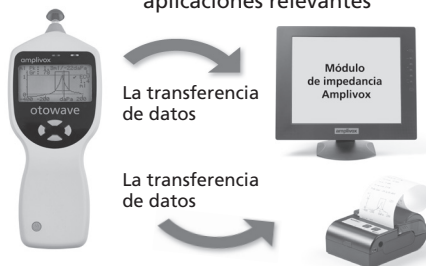 aplicaciones relevantes
amplivox
otowave
La transferencia
de datos
Módulo
de impedancia
Amplivox
amplivox
La transferencia
de datos